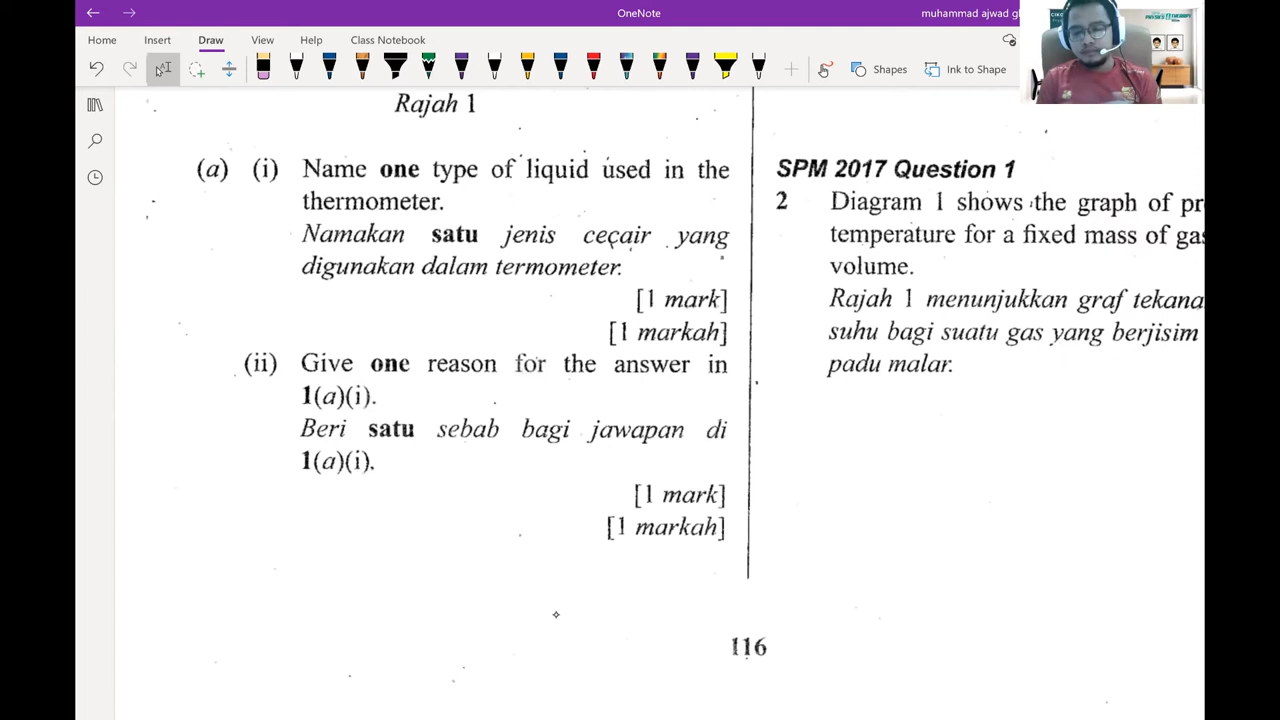 OneNote
muhammad ajwad
Home Insert Draw View Help Class Notebook
Shapes Ink to Shape
Rajah 1
(a) (i) Name one type of liquid used in the
thermometer.
Namakan satu jenis cecair yang
digunakan dalam termometer.
[1 mark]
[1 markah]
(ii) Give one reason for the answer in
1(a)(i).
Beri satu sebab bagi jawapan di
1(a)(i).
[1 mark]
[1 markah]
SPM 2017 Question 1
2 Diagram 1 shows the graph of pr
temperature for a fixed mass of gas
volume.
Rajah 1 menunjukkan graf tekana
suhu bagi suatu gas yang berjisim
padu malar.
116